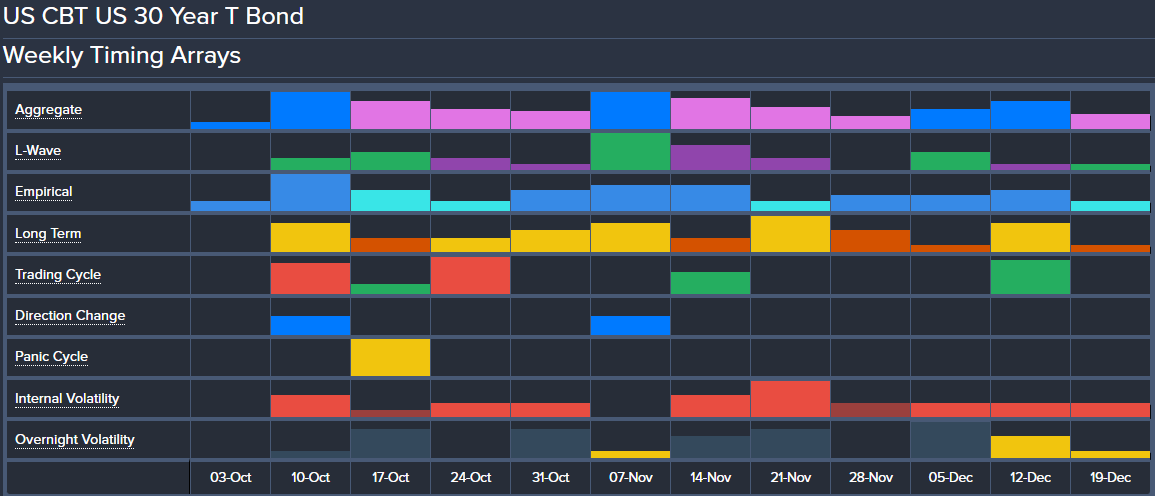 US CBT US 30 Year T Bond
Weekly Timing Arrays
Aggregate
L-Wave
Empirical
Long Term
Trading Cycle
Direction Change
Panic Cycle
Internal Volatility
Overnight Volatility
03-Oct 10-Oct 17-Oct 24-Oct 31-Oct 07-Nov 14-Nov 21-Nov 28-Nov 05-Dec 12-Dec 19-Dec